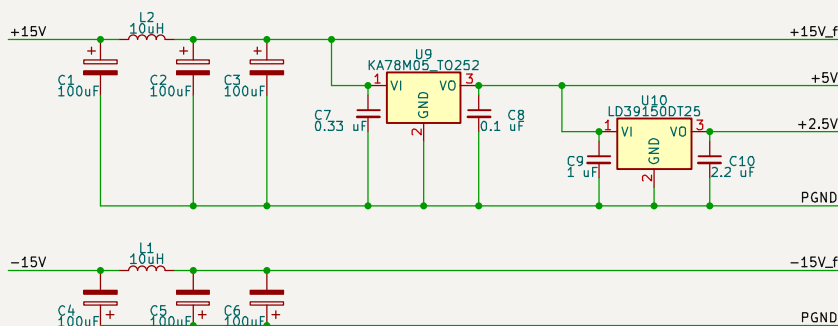 L2
10uH
+15V
+15V_f
+
+
+
C1
100uF
C2
100uF
C3
100uF
U9
KA78M05_TO252
1
VI
VO
3
GND
2
+5V
C7
0.33 uF
C8
0.1 uF
U10
LD39150DT25
1
VI
VO
3
GND
2
+2.5V
C9
1 uF
C10
2.2 uF
PGND
L1
10uH
-15V
-15V_f
C4
100uF
+
C5
100uF
+
C6
100uF
+
PGND